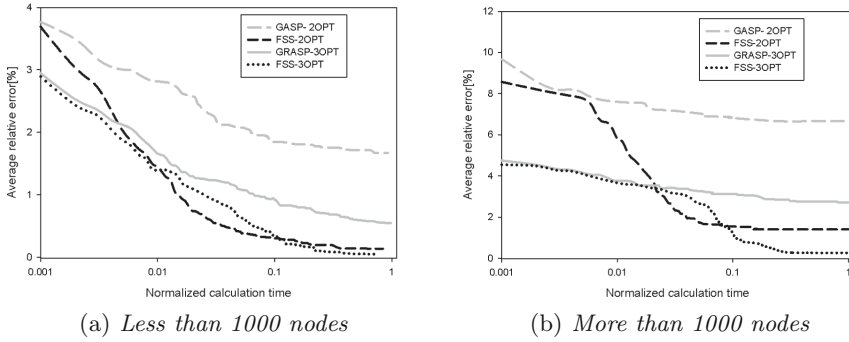 4
3
2
1
0
Average relative error[%]
0.001
0.01
0.1
1
Normalized calculation time
GASP- 2OPT
FSS-2OPT
GRASP-3OPT
FSS-3OPT
(a) Less than 1000 nodes
12
10
8
6
4
2
0
Average relative error[%]
0.001
0.01
0.1
1
Normalized calculation time
GASP- 2OPT
FSS-2OPT
GRASP-3OPT
FSS-3OPT
(b) More than 1000 nodes